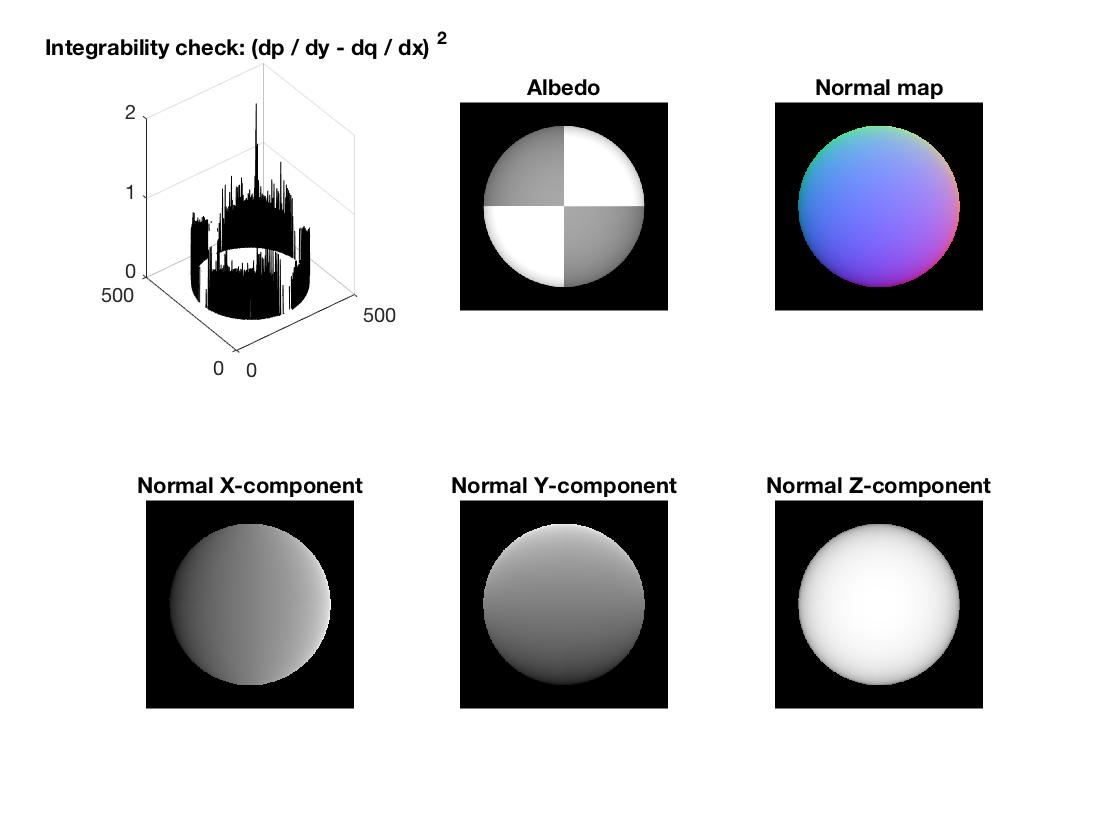 Integrability check: (dp / dy - dq / dx) 2
2
1
0
500
0
0
500
Albedo
Normal map
Normal X-component
Normal Y-component
Normal Z-component